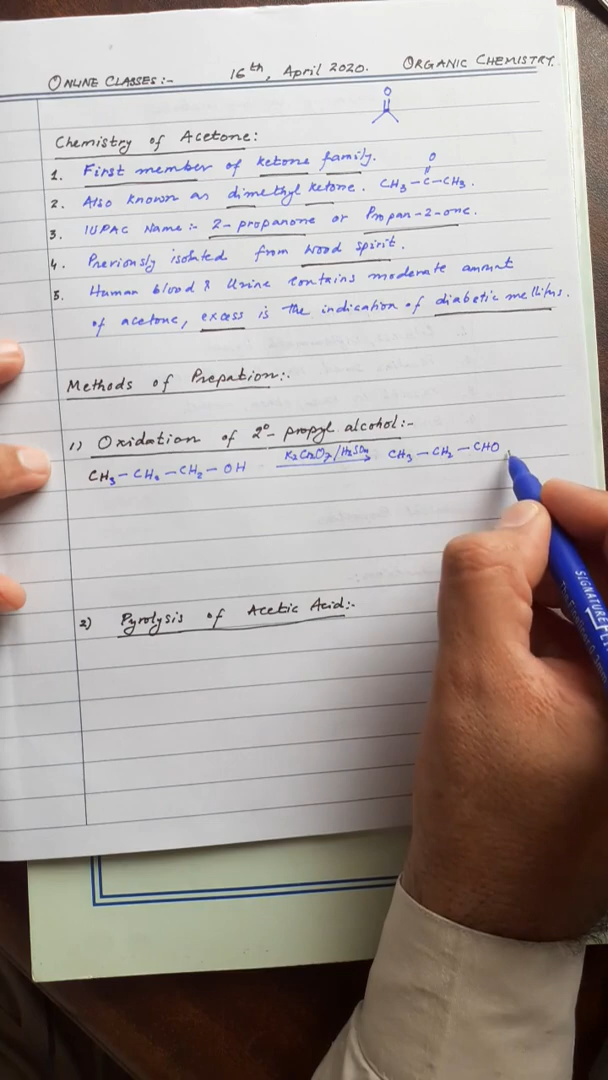 ONLINE CLASSES:- 16th, April 2020. ORGANIC CHEMISTRY.
O
Chemistry of Acetone:
1. First member of ketone family.
O
2. Also known as dimethyl ketone. CH3-C-CH3.
3. IUPAC Name:- 2-propanone or Propan-2-one.
4. Previously isolated from wood spirit.
5. Human blood & Urine contains moderate amount
of acetone, excess is the indication of diabetic mellitus.
Methods of Prepation:-
1) Oxidation of 2°- propyl alcohol:-
CH3-CH2-CH2-OH K2Cr2O7/H2SO4 CH3-CH2-CHO
2) Pyrolysis of Acetic Acid:-
SIGNATURE